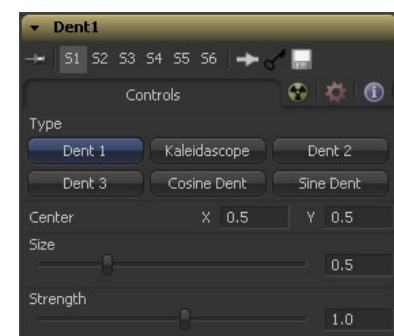 Dent1
S1 S2 S3 S4 S5 S6
Controls
Type
Dent 1 Kaleidascope Dent 2
Dent 3 Cosine Dent Sine Dent
Center X 0.5 Y 0.5
Size
0.5
Strength
1.0